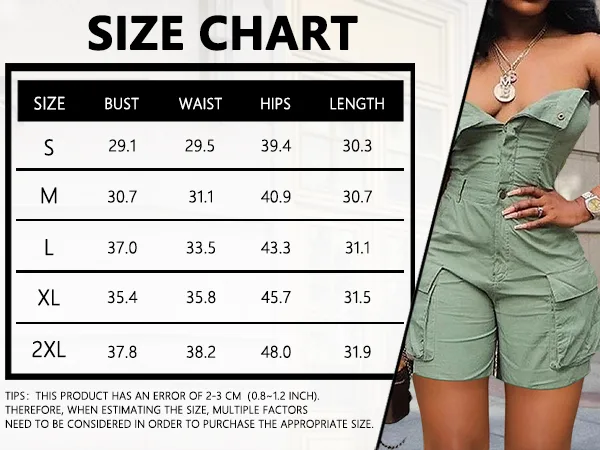 SIZE CHART
SIZE BUST WAIST HIPS LENGTH
S 29.1 29.5 39.4 30.3
M 30.7 31.1 40.9 30.7
L 37.0 33.5 43.3 31.1
XL 35.4 35.8 45.7 31.5
2XL 37.8 38.2 48.0 31.9
TIPS: THIS PRODUCT HAS AN ERROR OF 2-3 CM (0.8~1.2 INCH).
THEREFORE, WHEN ESTIMATING THE SIZE, MULTIPLE FACTORS
NEED TO BE CONSIDERED IN ORDER TO PURCHASE THE APPROPRIATE SIZE.